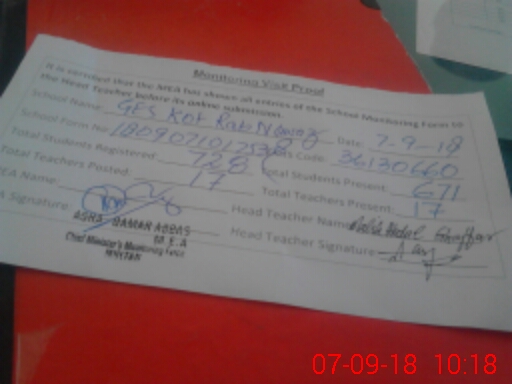 Monitoring Visit Proof
It is certified that the MEA has shown all entries of the School Monitoring Form to
the Head Teacher before its online submission.
School Name: GES Kot Rab Nawaz Date: 7-9-18
School Form No: Code: 36130660
Total Students Registered: 728 Total Students Present: 671
Total Teachers Posted: 17 Total Teachers Present: 17
MEA Name: Head Teacher Name: Abdul Ghaffar
MEA Signature: Head Teacher Signature:
QAMAR ABBAS
M.E.A
Chief Minister's Monitoring Force
MULTAN
07-09-18 10:18